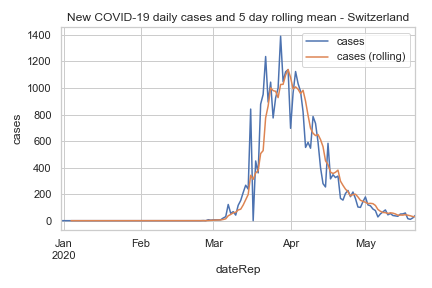 New COVID-19 daily cases and 5 day rolling mean - Switzerland
cases
cases (rolling)
1400
1200
1000
800
600
400
200
0
cases
Jan
2020
Feb
Mar
Apr
May
dateRep